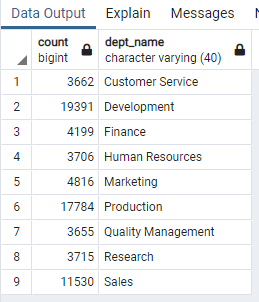 Data Output Explain Messages
count dept_name
bigint character varying (40)
1 3662 Customer Service
2 19391 Development
3 4199 Finance
4 3706 Human Resources
5 4816 Marketing
6 17784 Production
7 3655 Quality Management
8 3715 Research
9 11530 Sales